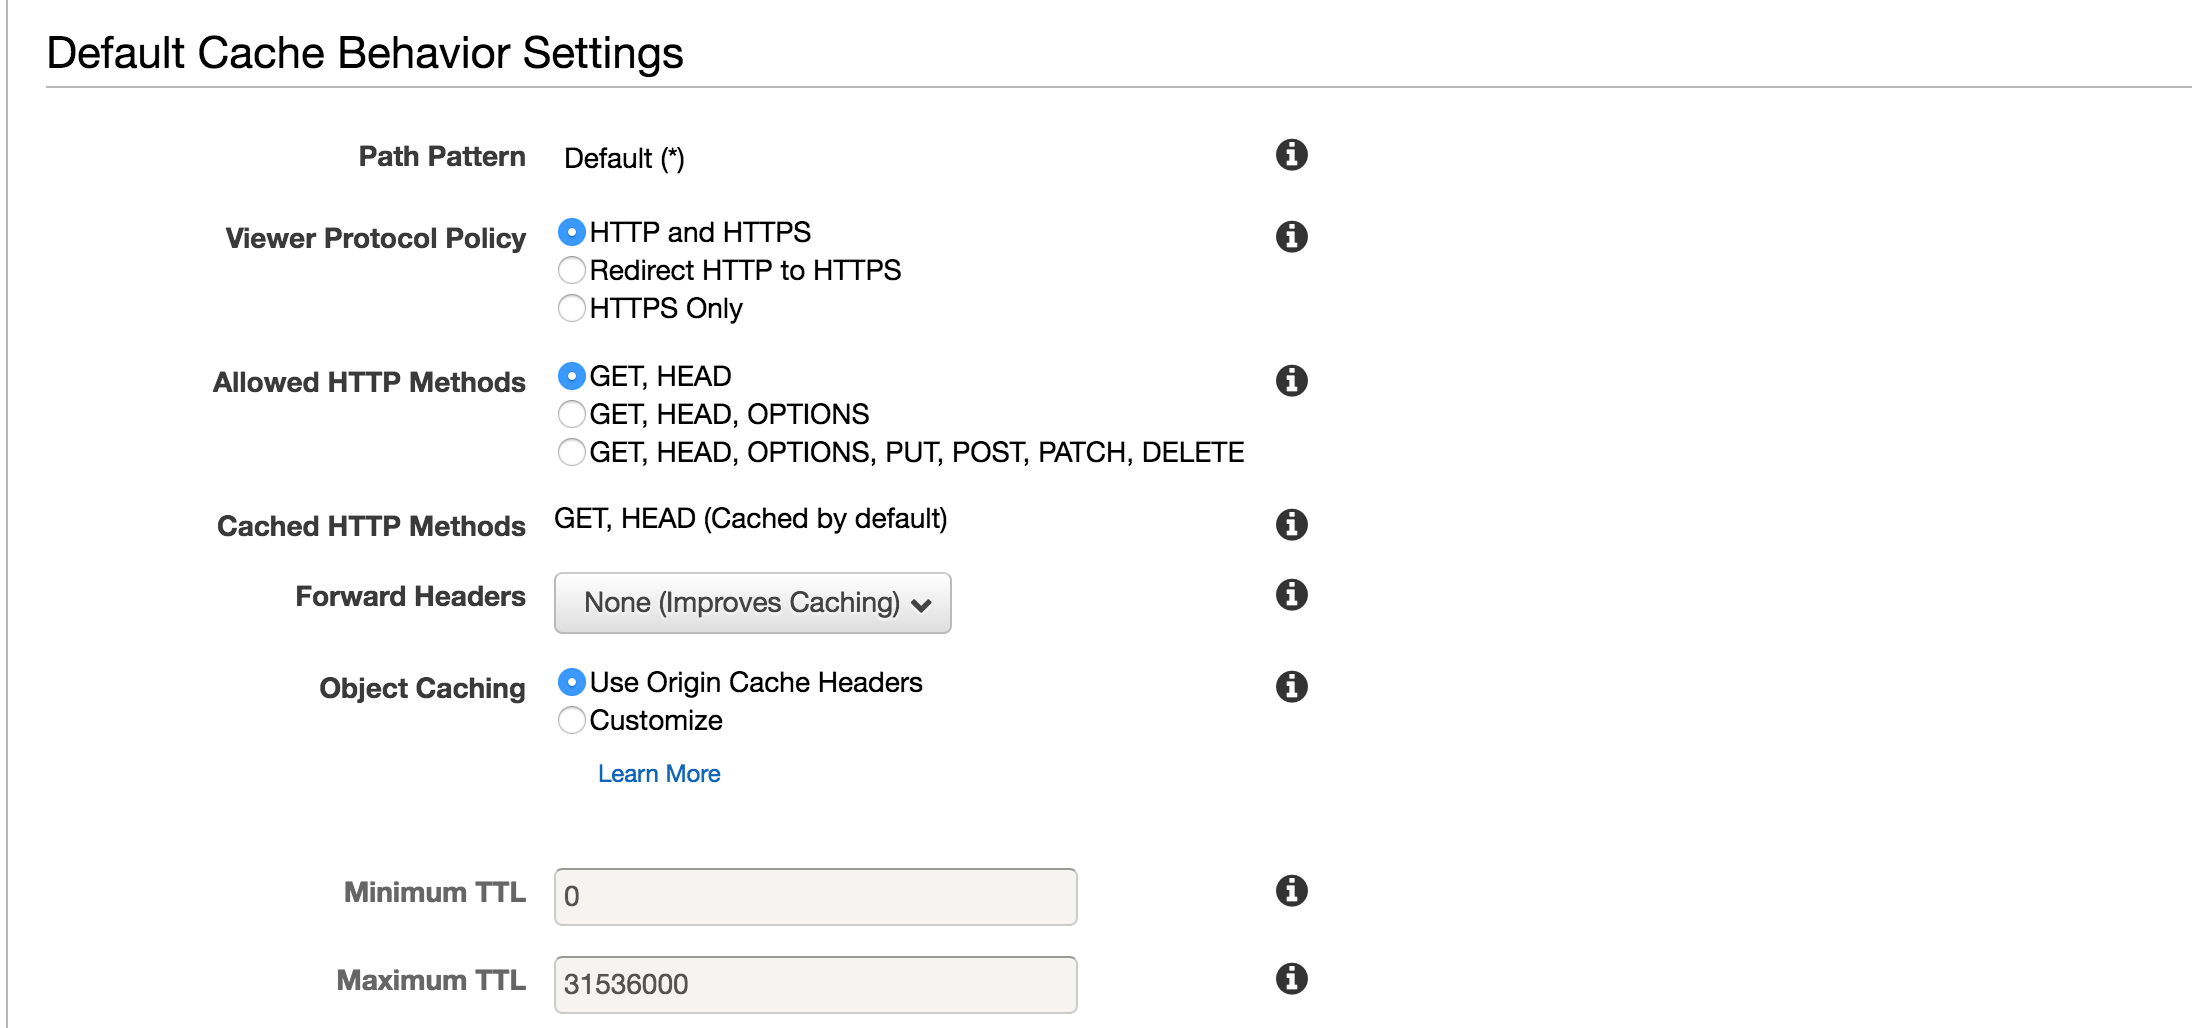 Default Cache Behavior Settings
Path Pattern Default (*)
Viewer Protocol Policy HTTP and HTTPS
Redirect HTTP to HTTPS
HTTPS Only
Allowed HTTP Methods GET, HEAD
GET, HEAD, OPTIONS
GET, HEAD, OPTIONS, PUT, POST, PATCH, DELETE
Cached HTTP Methods GET, HEAD (Cached by default)
Forward Headers None (Improves Caching)
Object Caching Use Origin Cache Headers
Customize
Learn More
Minimum TTL 0
Maximum TTL 31536000